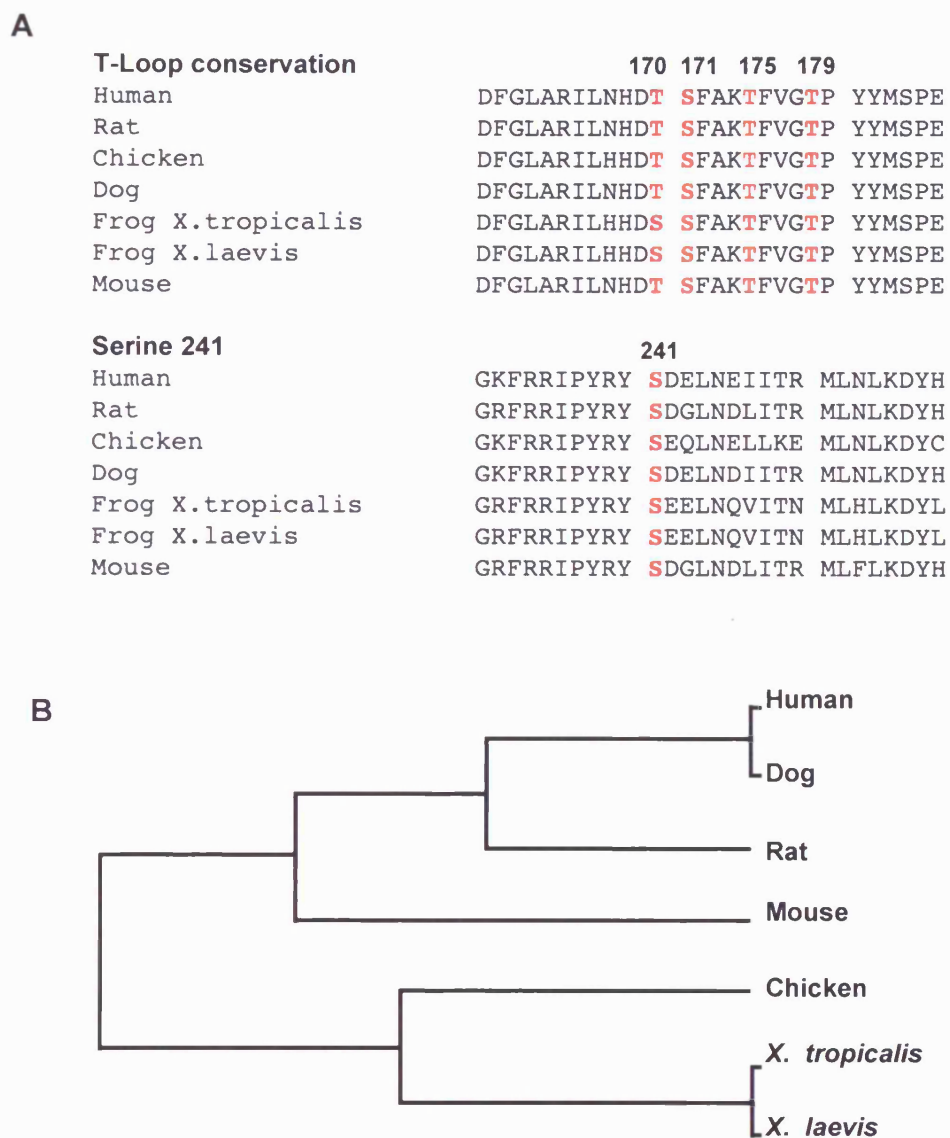 A
T-Loop conservation 170 171 175 179
Human DFGLARILNHDT SFAKTFVGTP YYMSPE
Rat DFGLARILNHDT SFAKTFVGTP YYMSPE
Chicken DFGLARILHHDT SFAKTFVGTP YYMSPE
Dog DFGLARILNHDT SFAKTFVGTP YYMSPE
Frog X.tropicalis DFGLARILHHDS SFAKTFVGTP YYMSPE
Frog X.laevis DFGLARILHHDS SFAKTFVGTP YYMSPE
Mouse DFGLARILNHDT SFAKTFVGTP YYMSPE
Serine 241 241
Human GKFRRIPYRY SDELNEIITR MLNLKDYH
Rat GRFRRIPYRY SDGLNDLITR MLNLKDYH
Chicken GKFRRIPYRY SEQLNELLKE MLNLKDYC
Dog GKFRRIPYRY SDELNDIITR MLNLKDYH
Frog X.tropicalis GRFRRIPYRY SEELNQVITN MLHLKDYL
Frog X.laevis GRFRRIPYRY SEELNQVITN MLHLKDYL
Mouse GRFRRIPYRY SDGLNDLITR MLFLKDYH
B
Human
Dog
Rat
Mouse
Chicken
X. tropicalis
X. laevis